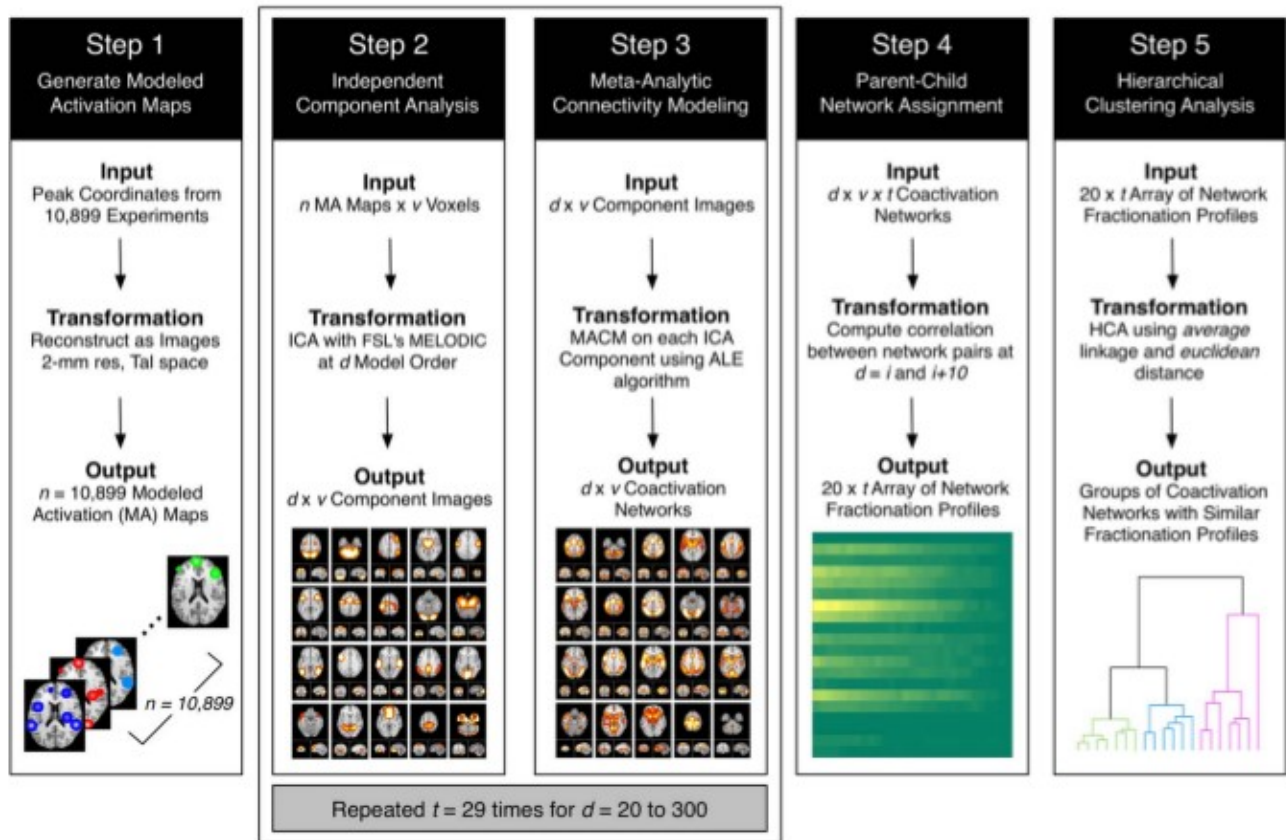 Step 1
Generate Modeled
Activation Maps
Input
Peak Coordinates from
10,899 Experiments
Transformation
Reconstruct as Images
2-mm res, Tal space
Output
n = 10,899 Modeled
Activation (MA) Maps
n = 10,899
Step 2
Independent
Component Analysis
Input
n MA Maps x v Voxels
Transformation
ICA with FSL's MELODIC
at d Model Order
Output
d x v Component Images
Step 3
Meta-Analytic
Connectivity Modeling
Input
d x v Component Images
Transformation
MACM on each ICA
Component using ALE
algorithm
Output
d x v Coactivation
Networks
Repeated t = 29 times for d = 20 to 300
Step 4
Parent-Child
Network Assignment
Input
d x v x t Coactivation
Networks
Transformation
Compute correlation
between network pairs at
d = i and i+10
Output
20 x t Array of Network
Fractionation Profiles
Step 5
Hierarchical
Clustering Analysis
Input
20 x t Array of Network
Fractionation Profiles
Transformation
HCA using average
linkage and euclidean
distance
Output
Groups of Coactivation
Networks with Similar
Fractionation Profiles